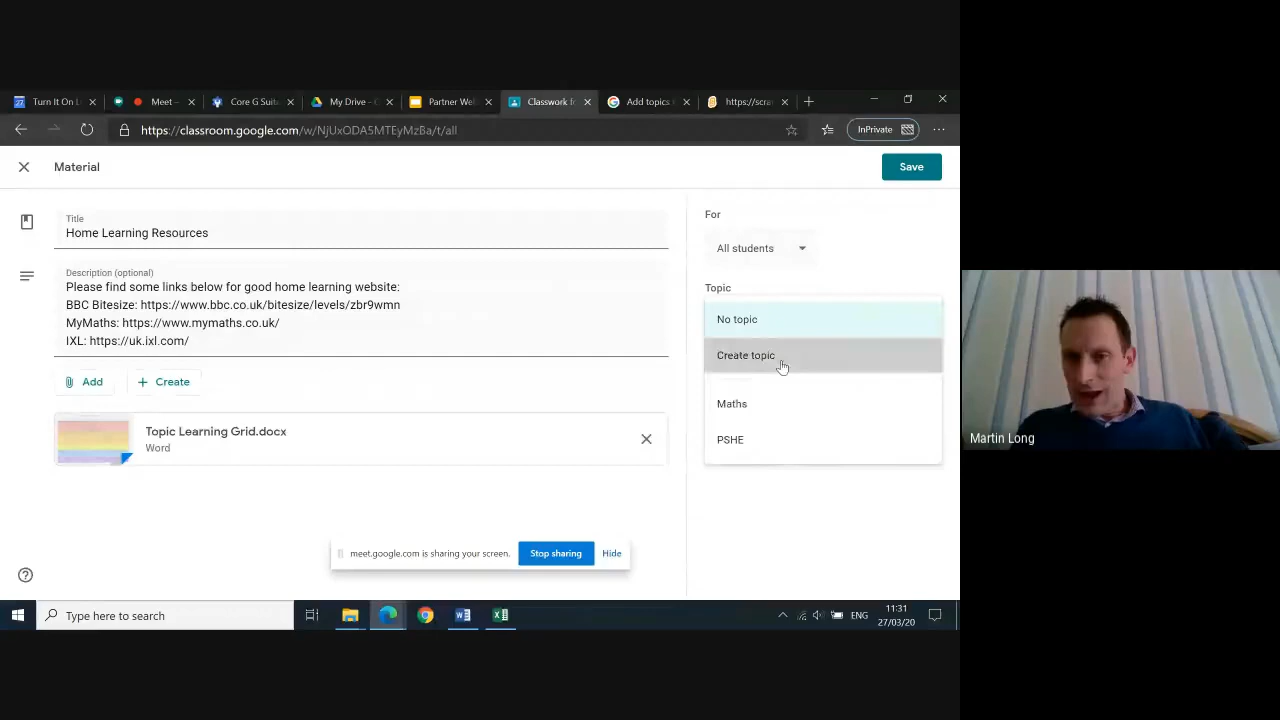 Turn It On L
Meet –
Core G Suit
My Drive –
Partner Wel
Classwork f
Add topics
https://scra
https://classroom.google.com/w/NjUxODA5MTEyMzBa/t/all
InPrivate
Material
Save
Title
Home Learning Resources
Description (optional)
Please find some links below for good home learning website:
BBC Bitesize: https://www.bbc.co.uk/bitesize/levels/zbr9wmn
MyMaths: https://www.mymaths.co.uk/
IXL: https://uk.ixl.com/
Add
Create
Topic Learning Grid.docx
Word
For
All students
Topic
No topic
Create topic
Maths
PSHE
meet.google.com is sharing your screen.
Stop sharing
Hide
Martin Long
Type here to search
ENG
11:31
27/03/20